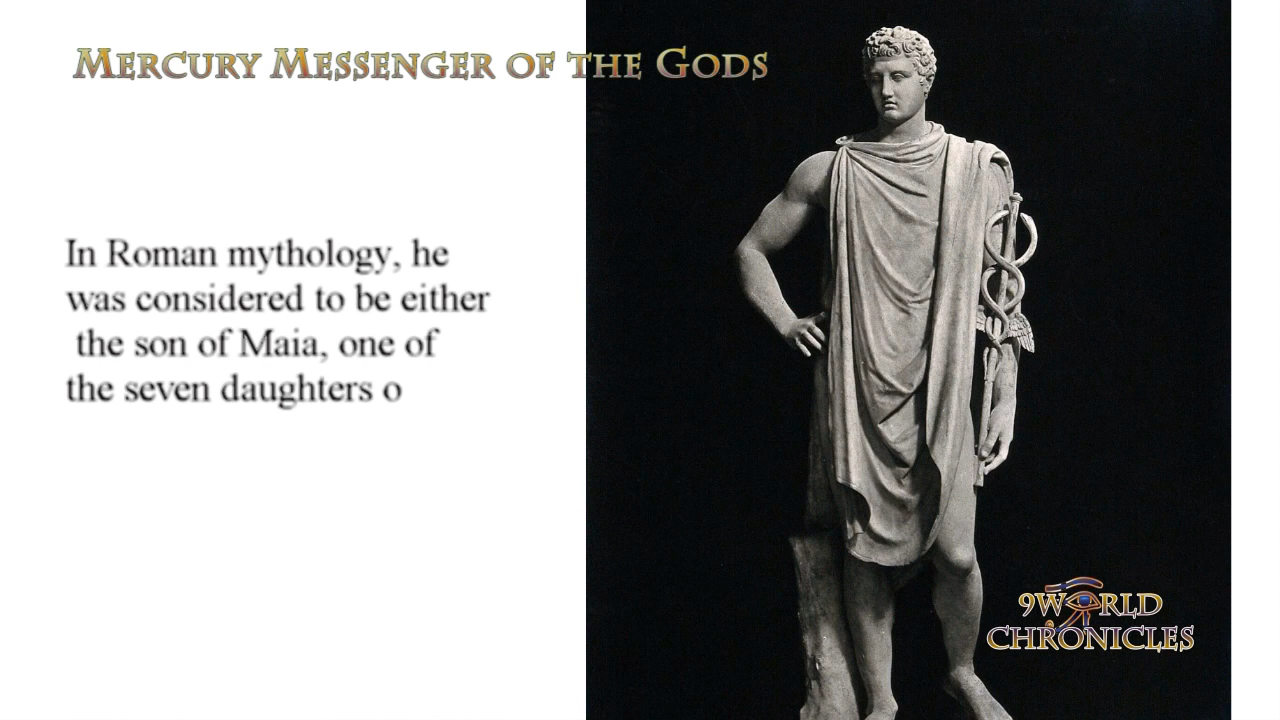 Mercury Messenger of the Gods
In Roman mythology, he
was considered to be either
the son of Maia, one of
the seven daughters o
9WORLD
CHRONICLES